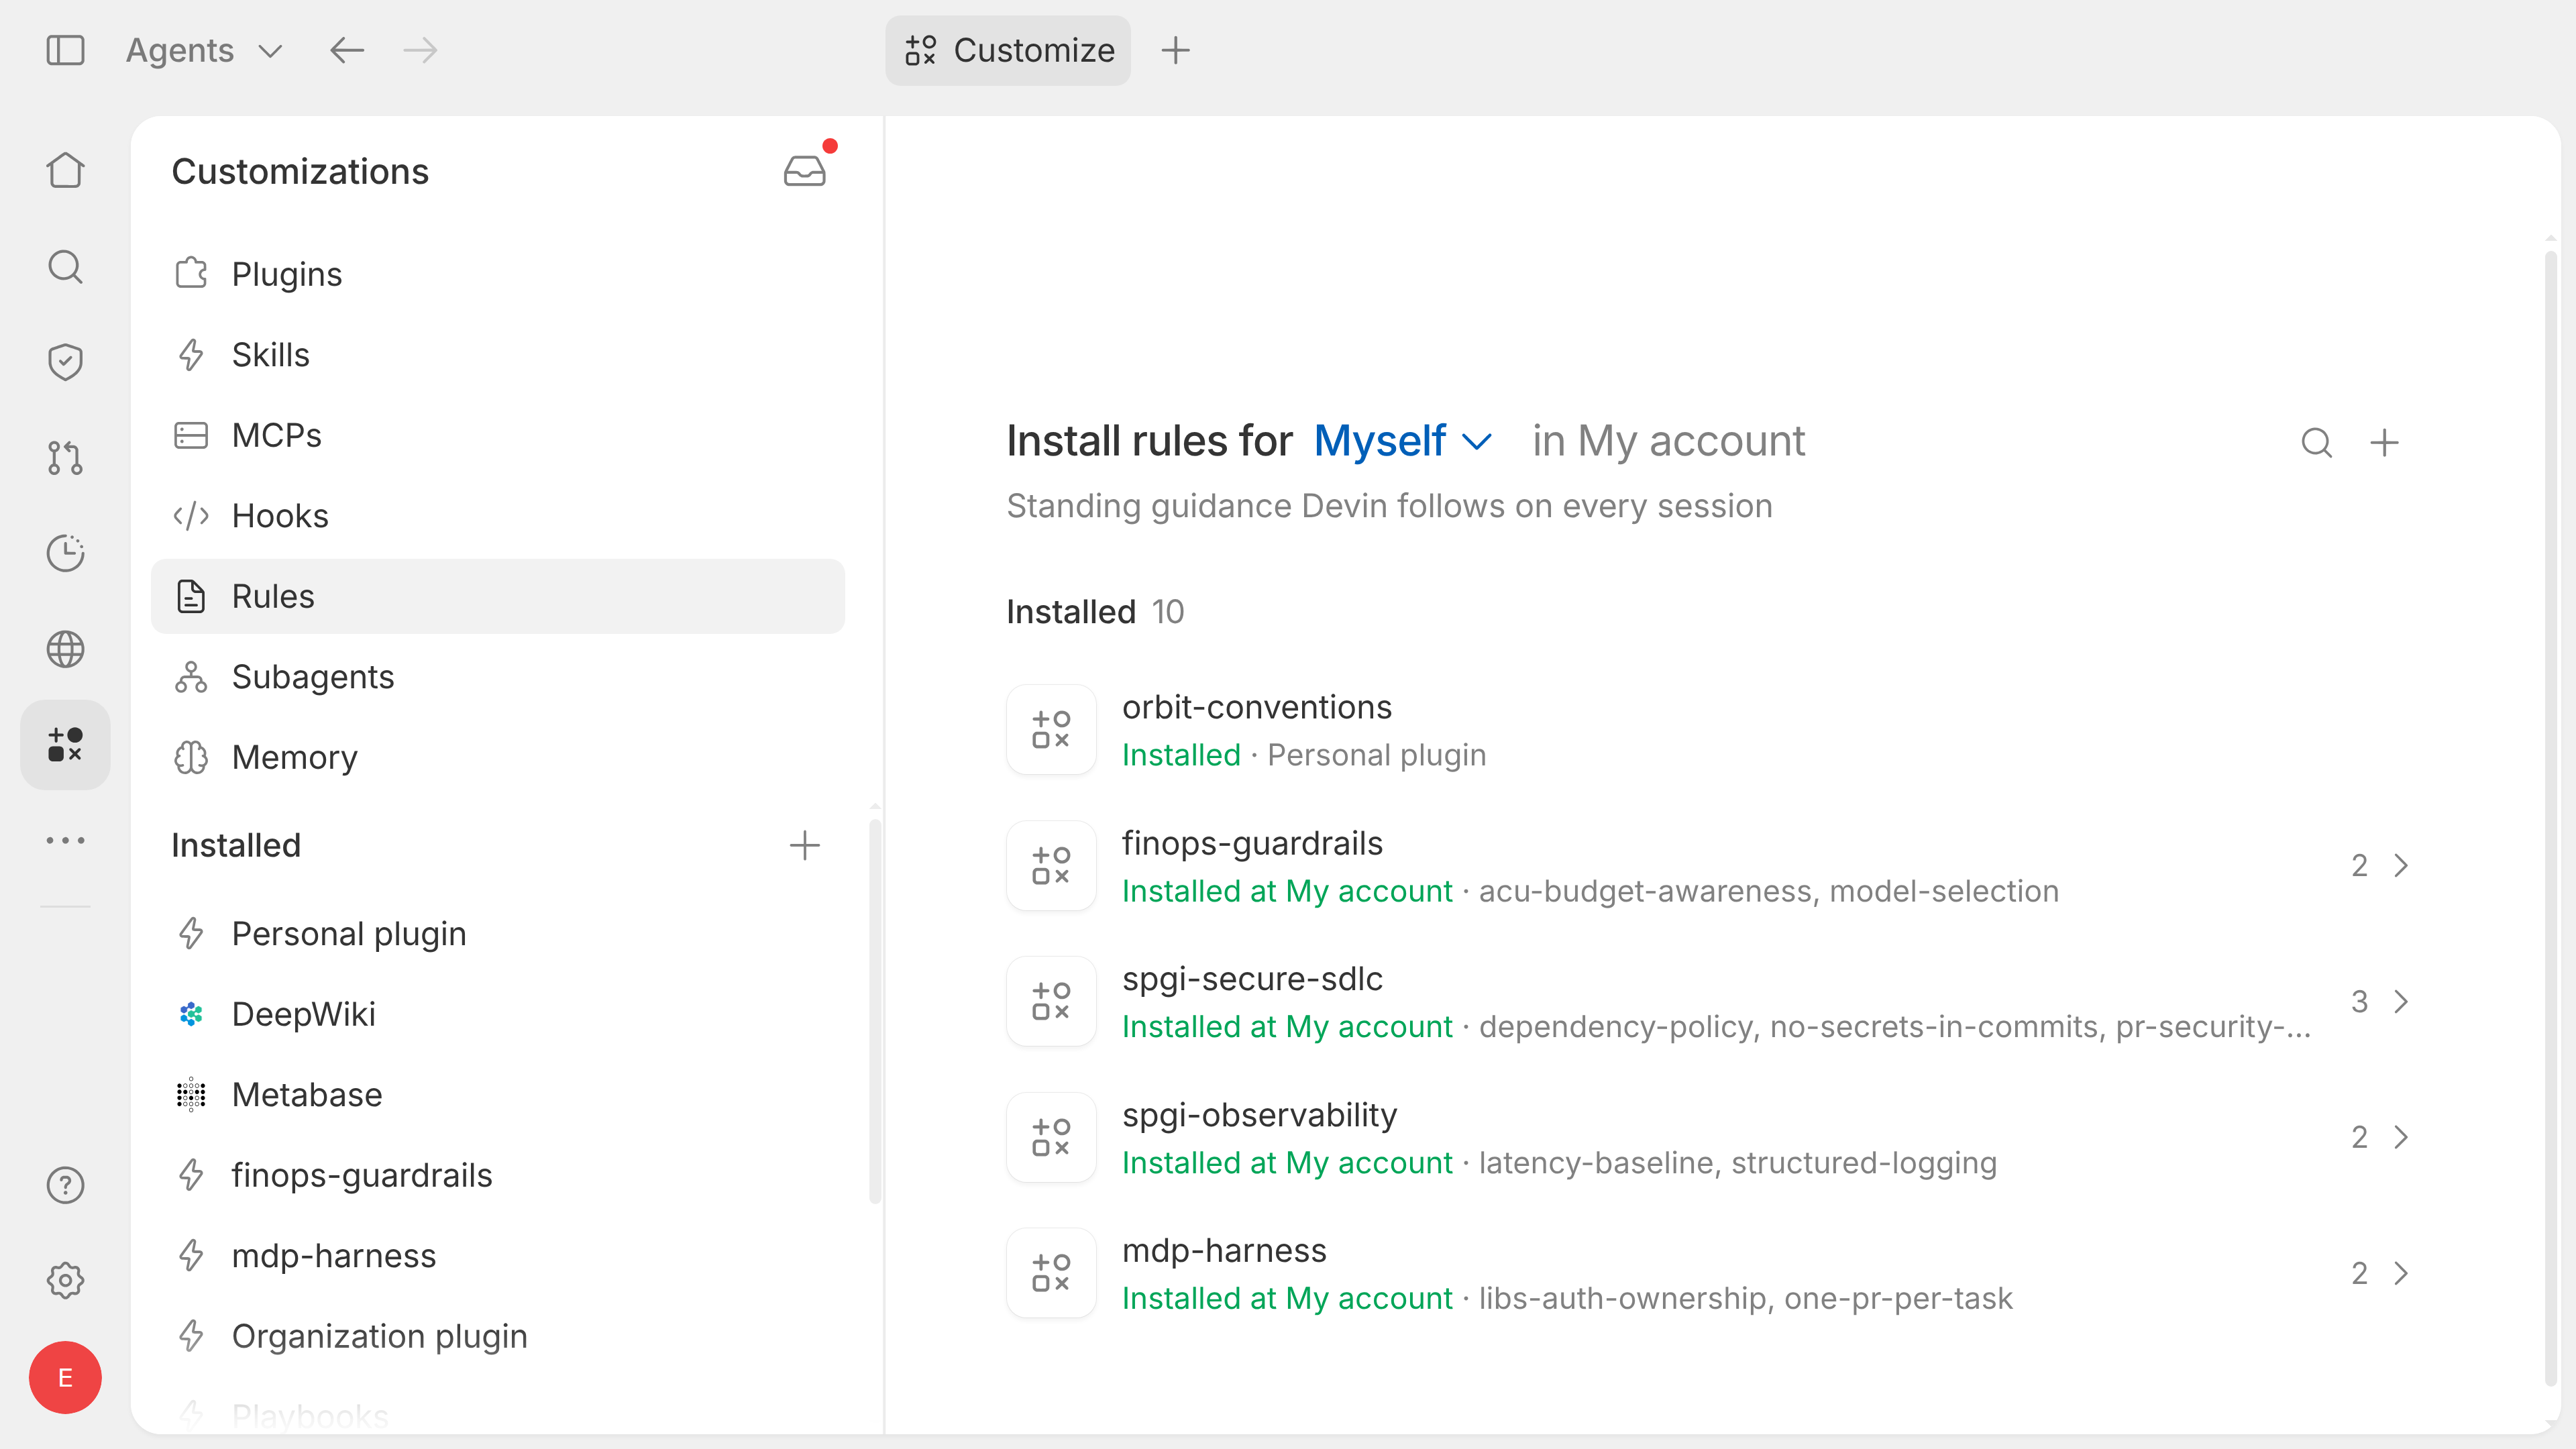 Agents
Customize
Customizations
Plugins
Skills
MCPs
Hooks
Rules
Subagents
Memory
Installed
Personal plugin
DeepWiki
Metabase
finops-guardrails
mdp-harness
Organization plugin
Playbooks
E
Install rules for Myself in My account
Standing guidance Devin follows on every session
Installed 10
orbit-conventions
Installed · Personal plugin
finops-guardrails
Installed at My account · acu-budget-awareness, model-selection
2
spgi-secure-sdlc
Installed at My account · dependency-policy, no-secrets-in-commits, pr-security-...
3
spgi-observability
Installed at My account · latency-baseline, structured-logging
2
mdp-harness
Installed at My account · libs-auth-ownership, one-pr-per-task
2